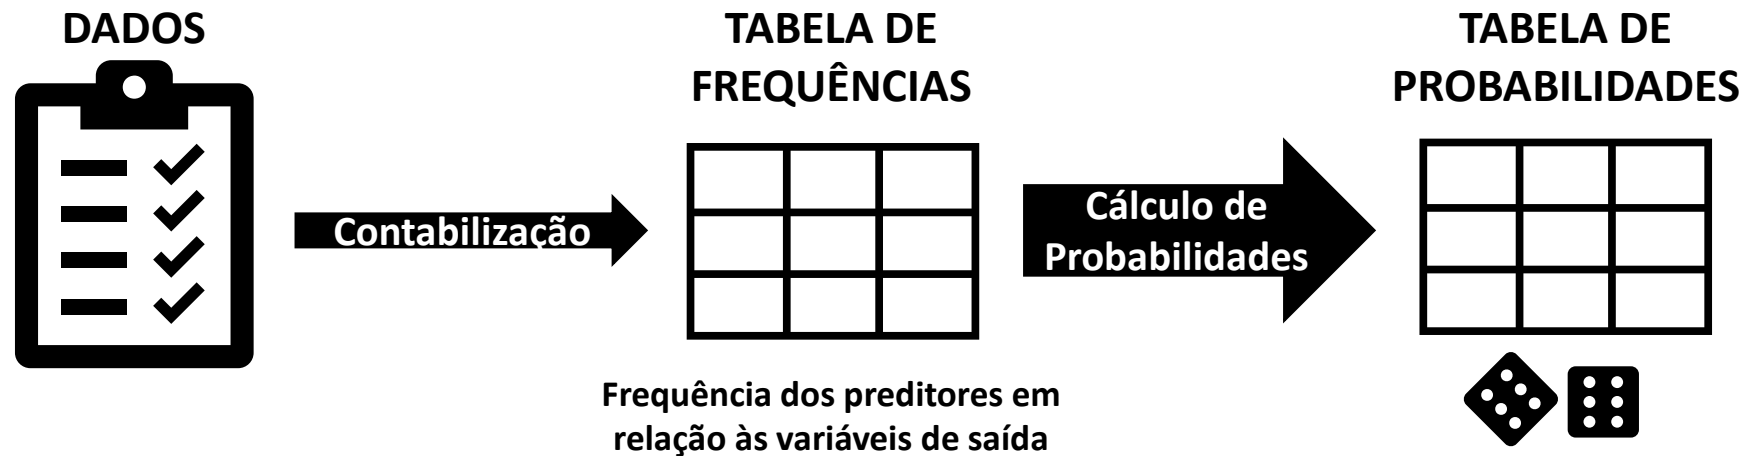 DADOS
Contabilização
TABELA DE
FREQUÊNCIAS
Frequência dos preditores em
relação às variáveis de saída
Cálculo de
Probabilidades
TABELA DE
PROBABILIDADES